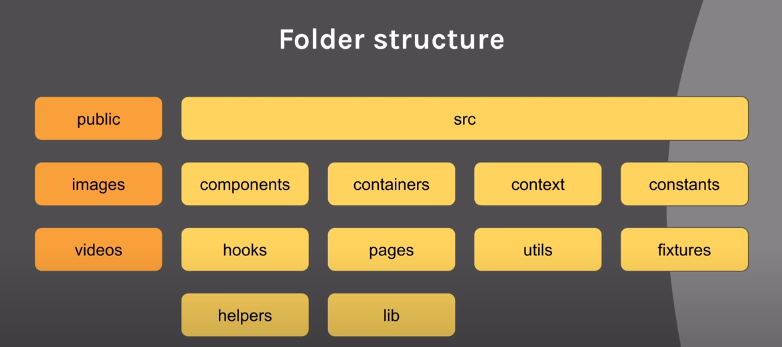 Folder structure
public
src
images
components
containers
context
constants
videos
hooks
pages
utils
fixtures
helpers
lib